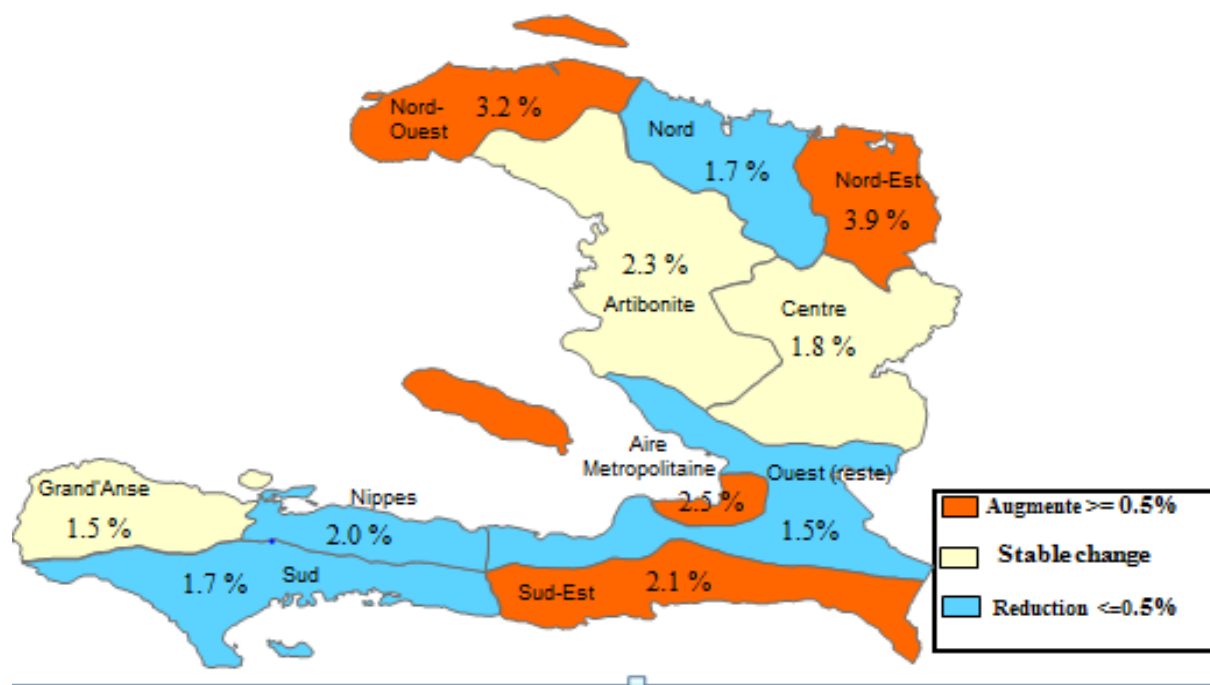 Nord-
Ouest
3.2 %
Nord
1.7 %
Nord-Est
3.9 %
2.3 %
Artibonite
Centre
1.8 %
Aire
Metropolitaine
2.5 %
Ouest (reste)
1.5%
Grand'Anse
1.5 %
Nippes
2.0 %
1.7 %
Sud
Sud-Est
2.1 %
Augmente >= 0.5%
Stable change
Reduction <=0.5%